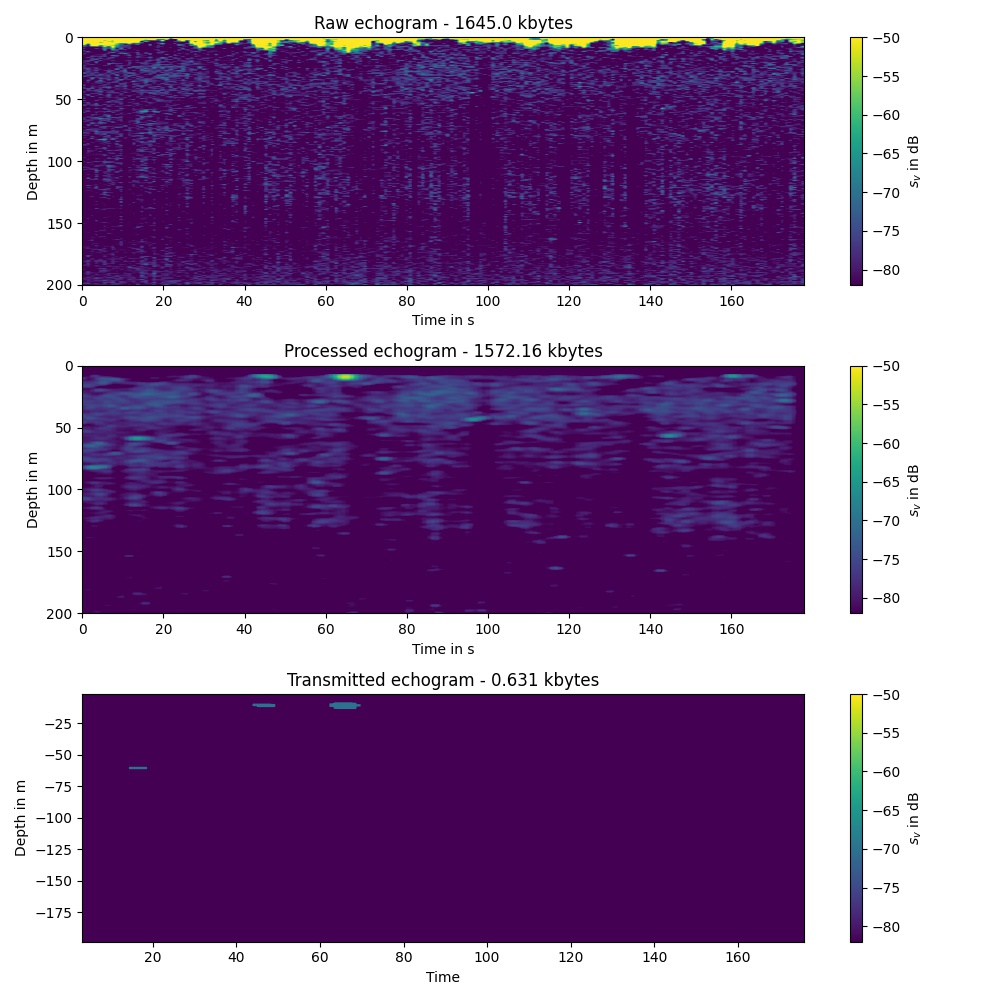 Raw echogram - 1645.0 kbytes
0
50
100
150
200
Depth in m
0 20 40 60 80 100 120 140 160
Time in s
−50
−55
−60
−65
−70
−75
−80
sv in dB
Processed echogram - 1572.16 kbytes
0
50
100
150
200
Depth in m
0 20 40 60 80 100 120 140 160
Time in s
−50
−55
−60
−65
−70
−75
−80
sv in dB
Transmitted echogram - 0.631 kbytes
−25
−50
−75
−100
−125
−150
−175
Depth in m
20 40 60 80 100 120 140 160
Time
−50
−55
−60
−65
−70
−75
−80
sv in dB